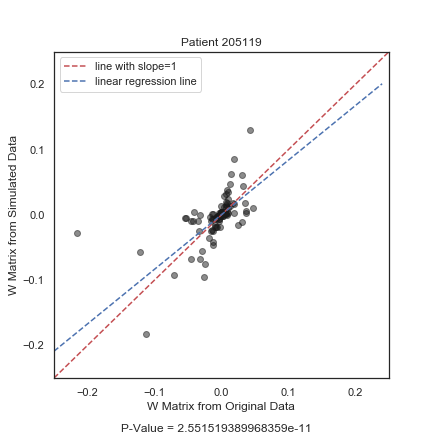 Patient 205119
line with slope=1
linear regression line
0.2
0.1
0.0
−0.1
−0.2
W Matrix from Simulated Data
−0.2
−0.1
0.0
0.1
0.2
W Matrix from Original Data
P-Value = 2.551519389968359e-11